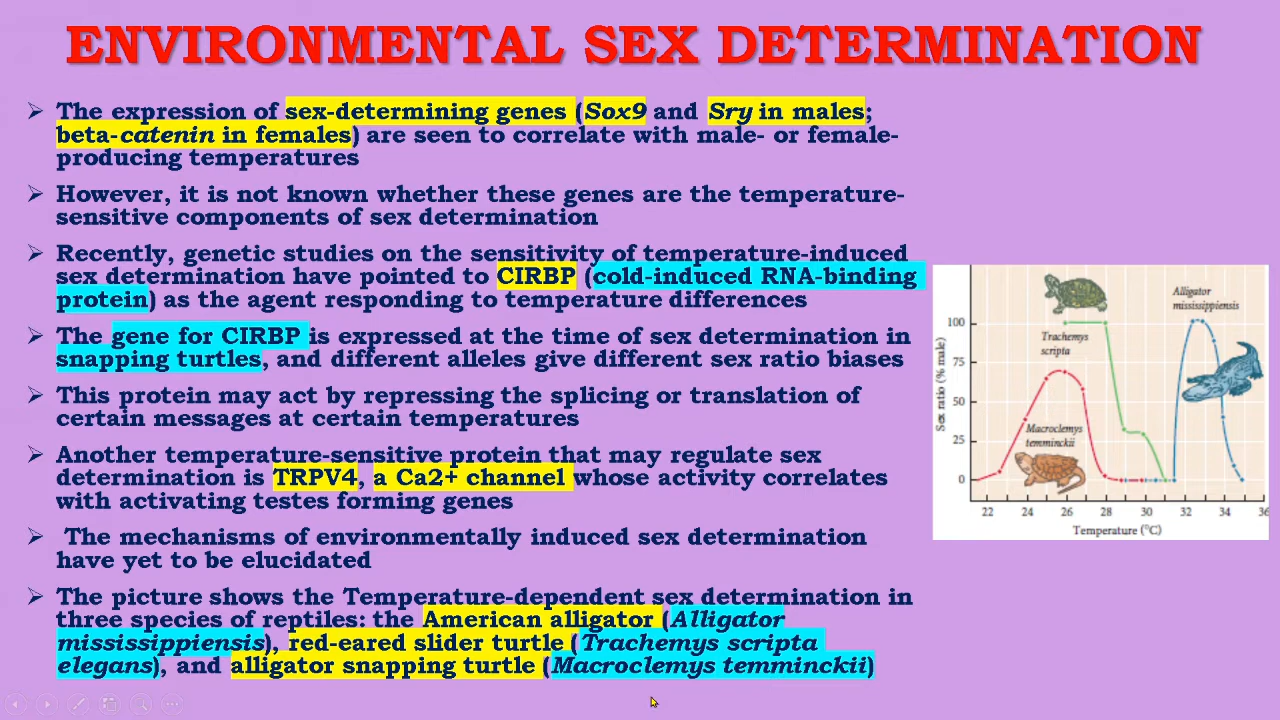 ENVIRONMENTAL SEX DETERMINATION
The expression of sex-determining genes (Sox9 and Sry in males;
beta-catenin in females) are seen to correlate with male- or female-
producing temperatures
However, it is not known whether these genes are the temperature-
sensitive components of sex determination
Recently, genetic studies on the sensitivity of temperature-induced
sex determination have pointed to CIRBP (cold-induced RNA-binding
protein) as the agent responding to temperature differences
The gene for CIRBP is expressed at the time of sex determination in
snapping turtles, and different alleles give different sex ratio biases
This protein may act by repressing the splicing or translation of
certain messages at certain temperatures
Another temperature-sensitive protein that may regulate sex
determination is TRPV4, a Ca2+ channel whose activity correlates
with activating testes forming genes
The mechanisms of environmentally induced sex determination
have yet to be elucidated
The picture shows the Temperature-dependent sex determination in
three species of reptiles: the American alligator (Alligator
mississippiensis), red-eared slider turtle (Trachemys scripta
elegans), and alligator snapping turtle (Macroclemys temminckii)
Alligator
mississippiensis
Trachemys
scripta
Macroclemys
temminckii
Sex ratio (% male)
100
75
50
25
0
22 24 26 28 30 32 34 36
Temperature (°C)